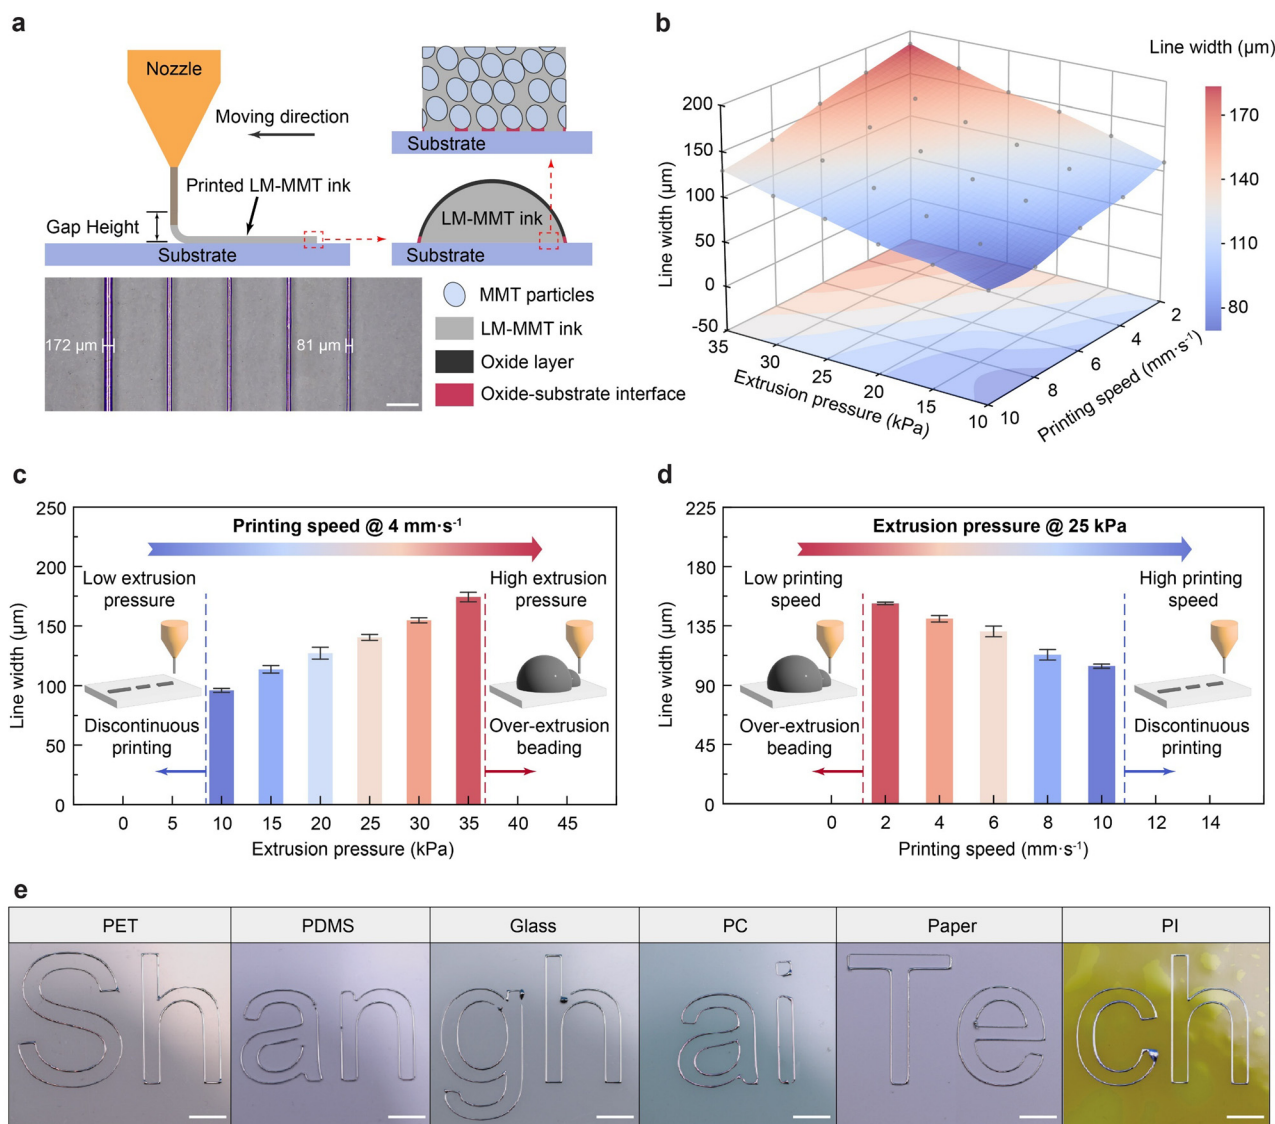 a
Nozzle
Moving direction
Printed LM-MMT ink
Gap Height
Substrate
Substrate
LM-MMT ink
Substrate
172 μm
81 μm
MMT particles
LM-MMT ink
Oxide layer
Oxide-substrate interface
b
Line width (μm)
170
140
110
80
Line width (μm)
200
150
100
50
0
-50
35
30
25
20
15
10
Extrusion pressure (kPa)
10
8
6
4
2
Printing speed (mm·s⁻¹)
c
Printing speed @ 4 mm·s⁻¹
Low extrusion
pressure
High extrusion
pressure
Discontinuous
printing
Over-extrusion
beading
Line width (μm)
250
200
150
100
50
0
0 5 10 15 20 25 30 35 40 45
Extrusion pressure (kPa)
d
Extrusion pressure @ 25 kPa
Low printing
speed
High printing
speed
Over-extrusion
beading
Discontinuous
printing
Line width (μm)
225
180
135
90
45
0
0 2 4 6 8 10 12 14
Printing speed (mm·s⁻¹)
e
PET PDMS Glass PC Paper PI
Sh an gh ai Te ch